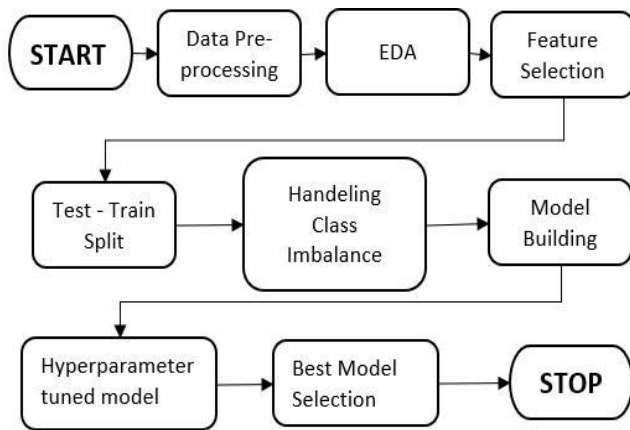 START
Data Pre-
processing
EDA
Feature
Selection
Test - Train
Split
Handeling
Class
Imbalance
Model
Building
Hyperparameter
tuned model
Best Model
Selection
STOP